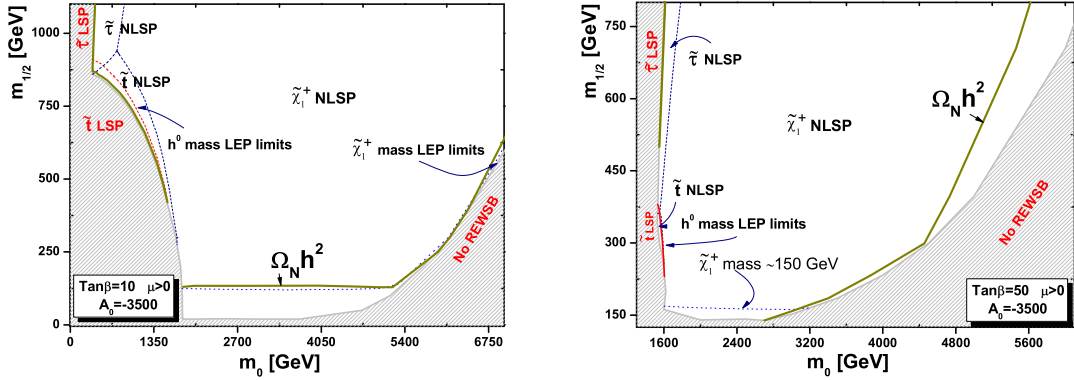 1000
750
500
250
0
m1/2 [GeV]
τ̃ LSP
τ̃ NLSP
t̃ NLSP
t̃ LSP
h0 mass LEP limits
χ̃1+ NLSP
χ̃1+ mass LEP limits
No REWSB
ΩNh2
Tanβ=10 μ>0
A0=-3500
0 1350 2700 4050 5400 6750
m0 [GeV]
750
600
450
300
150
m1/2 [GeV]
τ̃ LSP
τ̃ NLSP
ΩNh2
χ̃1+ NLSP
t̃ NLSP
t̃ LSP
h0 mass LEP limits
No REWSB
χ̃1+ mass ~150 GeV
Tanβ=50 μ>0
A0=-3500
1600 2400 3200 4000 4800 5600
m0 [GeV]